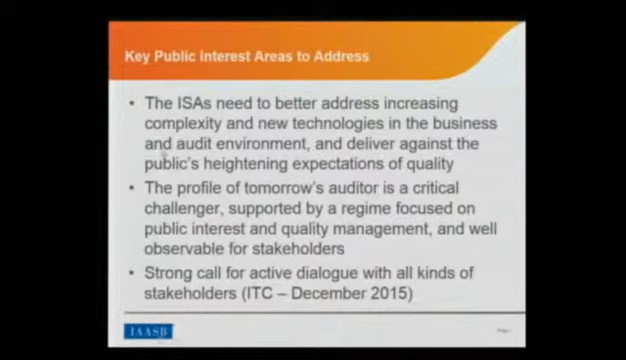 Key Public Interest Areas to Address
• The ISAs need to better address increasing
complexity and new technologies in the business
and audit environment, and deliver against the
public's heightening expectations of quality
• The profile of tomorrow's auditor is a critical
challenger, supported by a regime focused on
public interest and quality management, and well
observable for stakeholders
• Strong call for active dialogue with all kinds of
stakeholders (ITC – December 2015)
IAASB